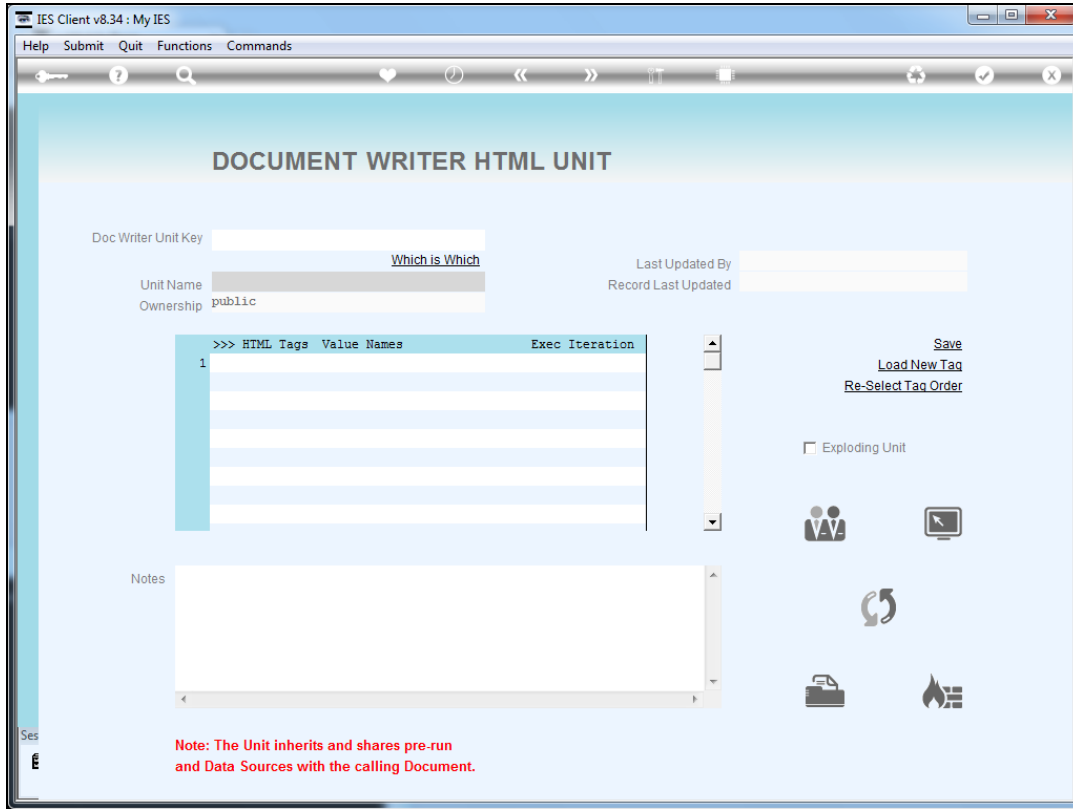 IES Client v8.34 : My IES
Help Submit Quit Functions Commands
DOCUMENT WRITER HTML UNIT
Doc Writer Unit Key
Which is Which
Last Updated By
Unit Name
Record Last Updated
Ownership public
>>> HTML Tags Value Names Exec Iteration
Save
1
Load New Tag
Re-Select Tag Order
Exploding Unit
Notes
Ses
Note: The Unit inherits and shares pre-run
and Data Sources with the calling Document.